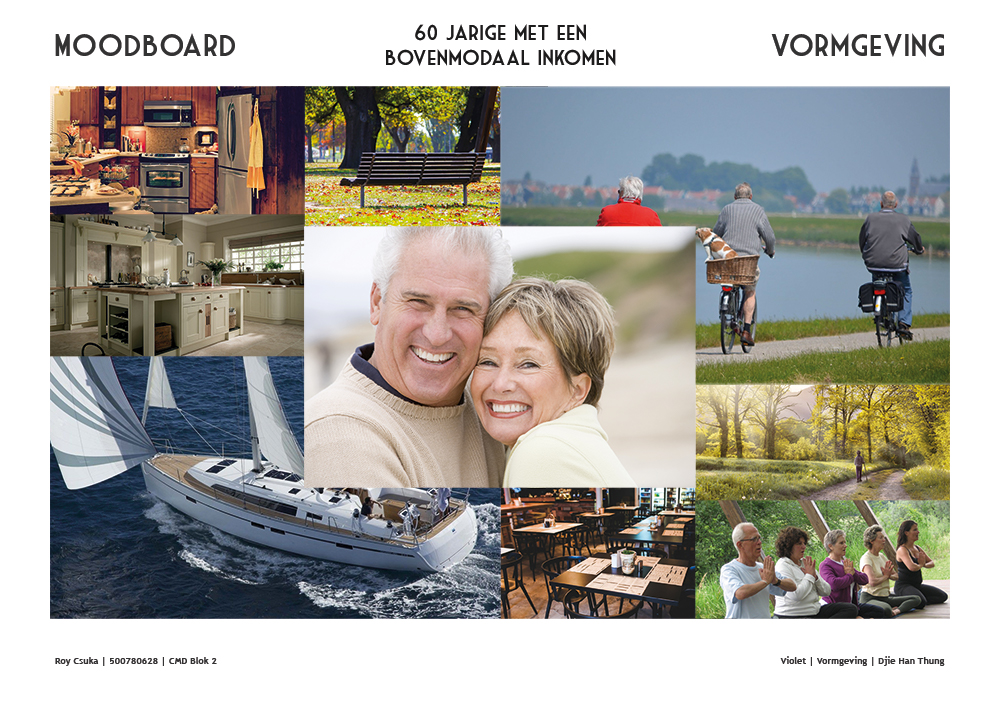 MOODBOARD
60 JARIGE MET EEN
BOVENMODAAL INKOMEN
VORMGEVING
Roy Csuka | 500780628 | CMD Blok 2
Violet | Vormgeving | Djie Han Thung